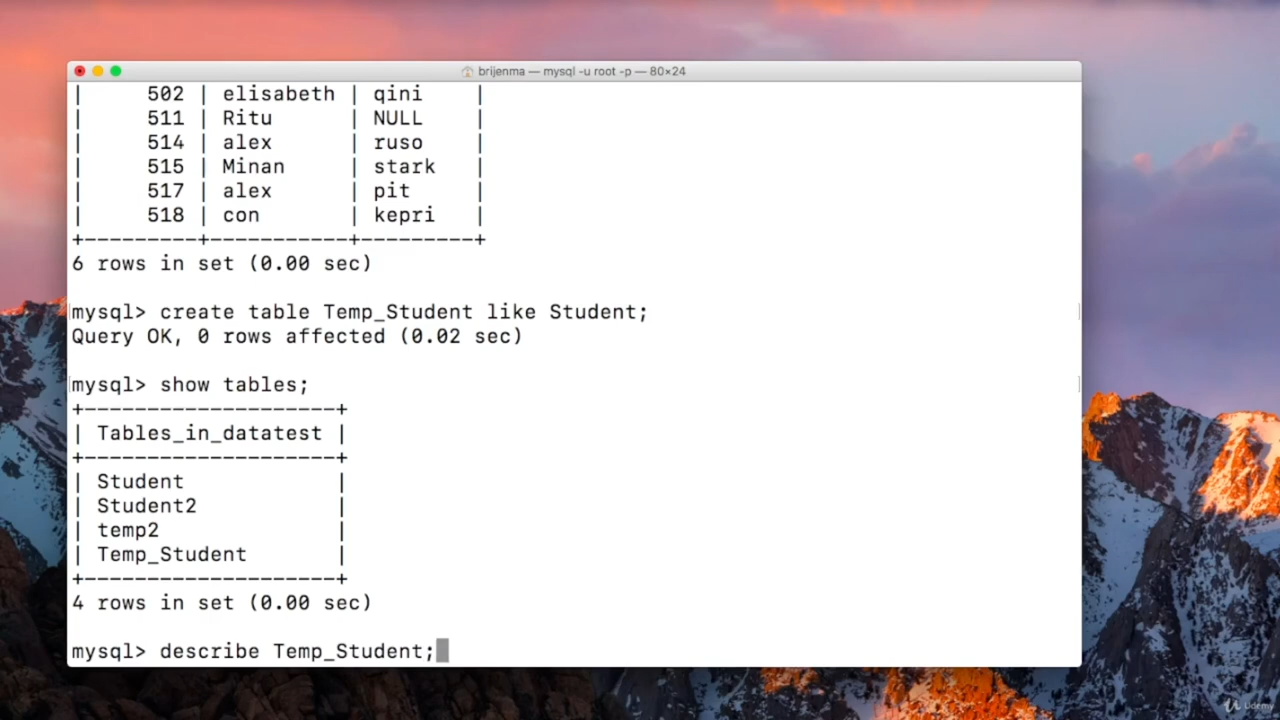 brijenma — mysql -u root -p — 80×24
|     502 | elisabeth | qini    |
|     511 | Ritu      | NULL    |
|     514 | alex      | ruso    |
|     515 | Minan     | stark   |
|     517 | alex      | pit     |
|     518 | con       | kepri   |
+---------+-----------+---------+
6 rows in set (0.00 sec)
mysql> create table Temp_Student like Student;
Query OK, 0 rows affected (0.02 sec)
mysql> show tables;
+--------------------+
| Tables_in_datatest |
+--------------------+
| Student            |
| Student2           |
| temp2              |
| Temp_Student       |
+--------------------+
4 rows in set (0.00 sec)
mysql> describe Temp_Student;
Udemy